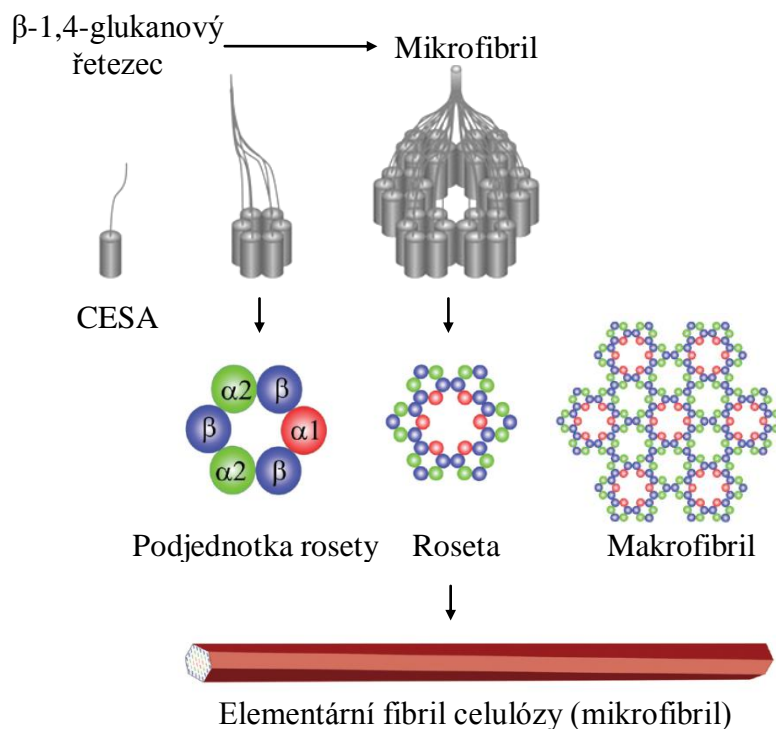 β-1,4-glukanový
řetezec
Mikrofibril
CESA
α2
β
β
α1
α2
β
Podjednotka rosety
Roseta
Makrofibril
Elementární fibril celulózy (mikrofibril)